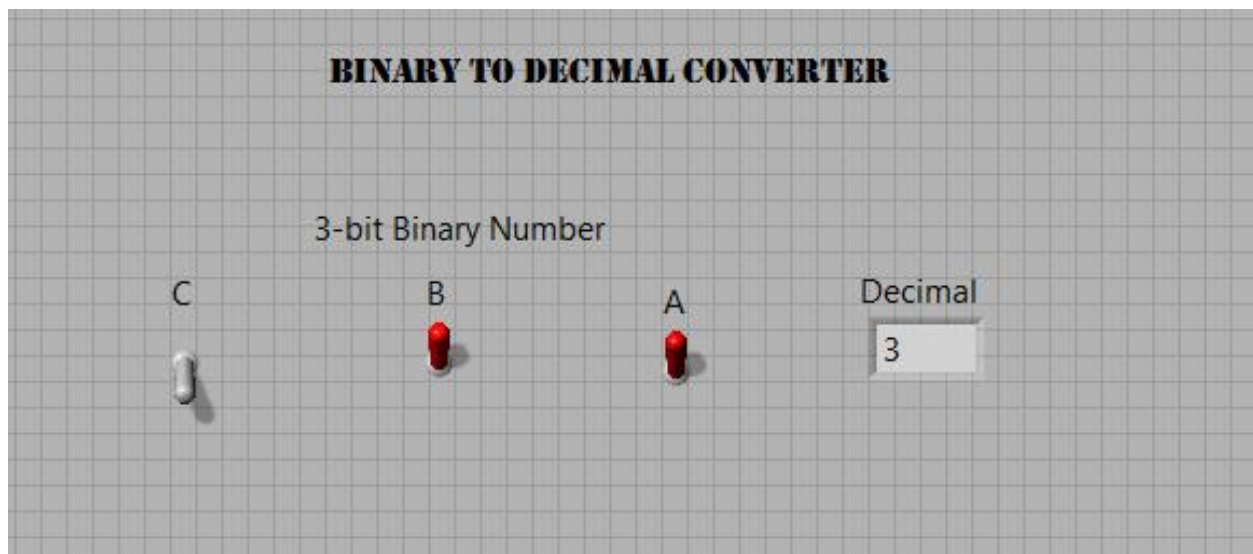 BINARY TO DECIMAL CONVERTER
3-bit Binary Number
C B A Decimal
3